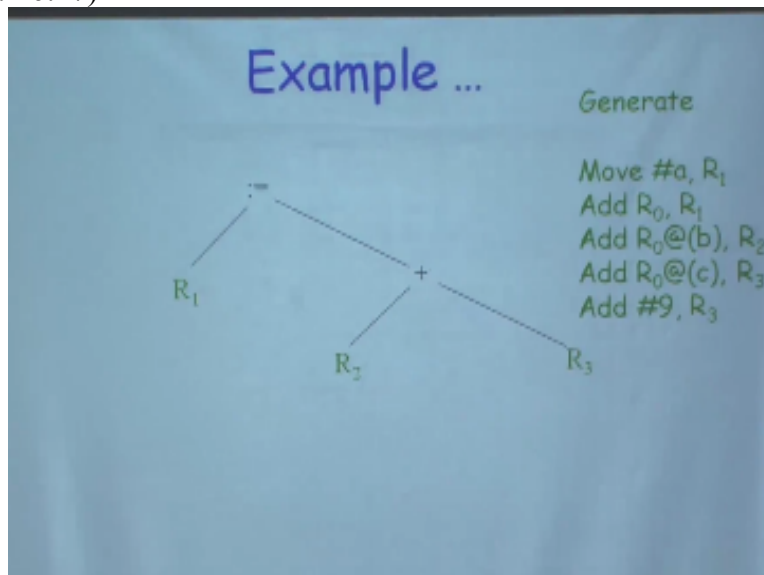 Example ...
Generate
Move #a, R₁
Add R₀, R₁
Add R₀@(b), R₂
Add R₀@(c), R₃
Add #9, R₃
:=
R₁
+
R₂
R₃